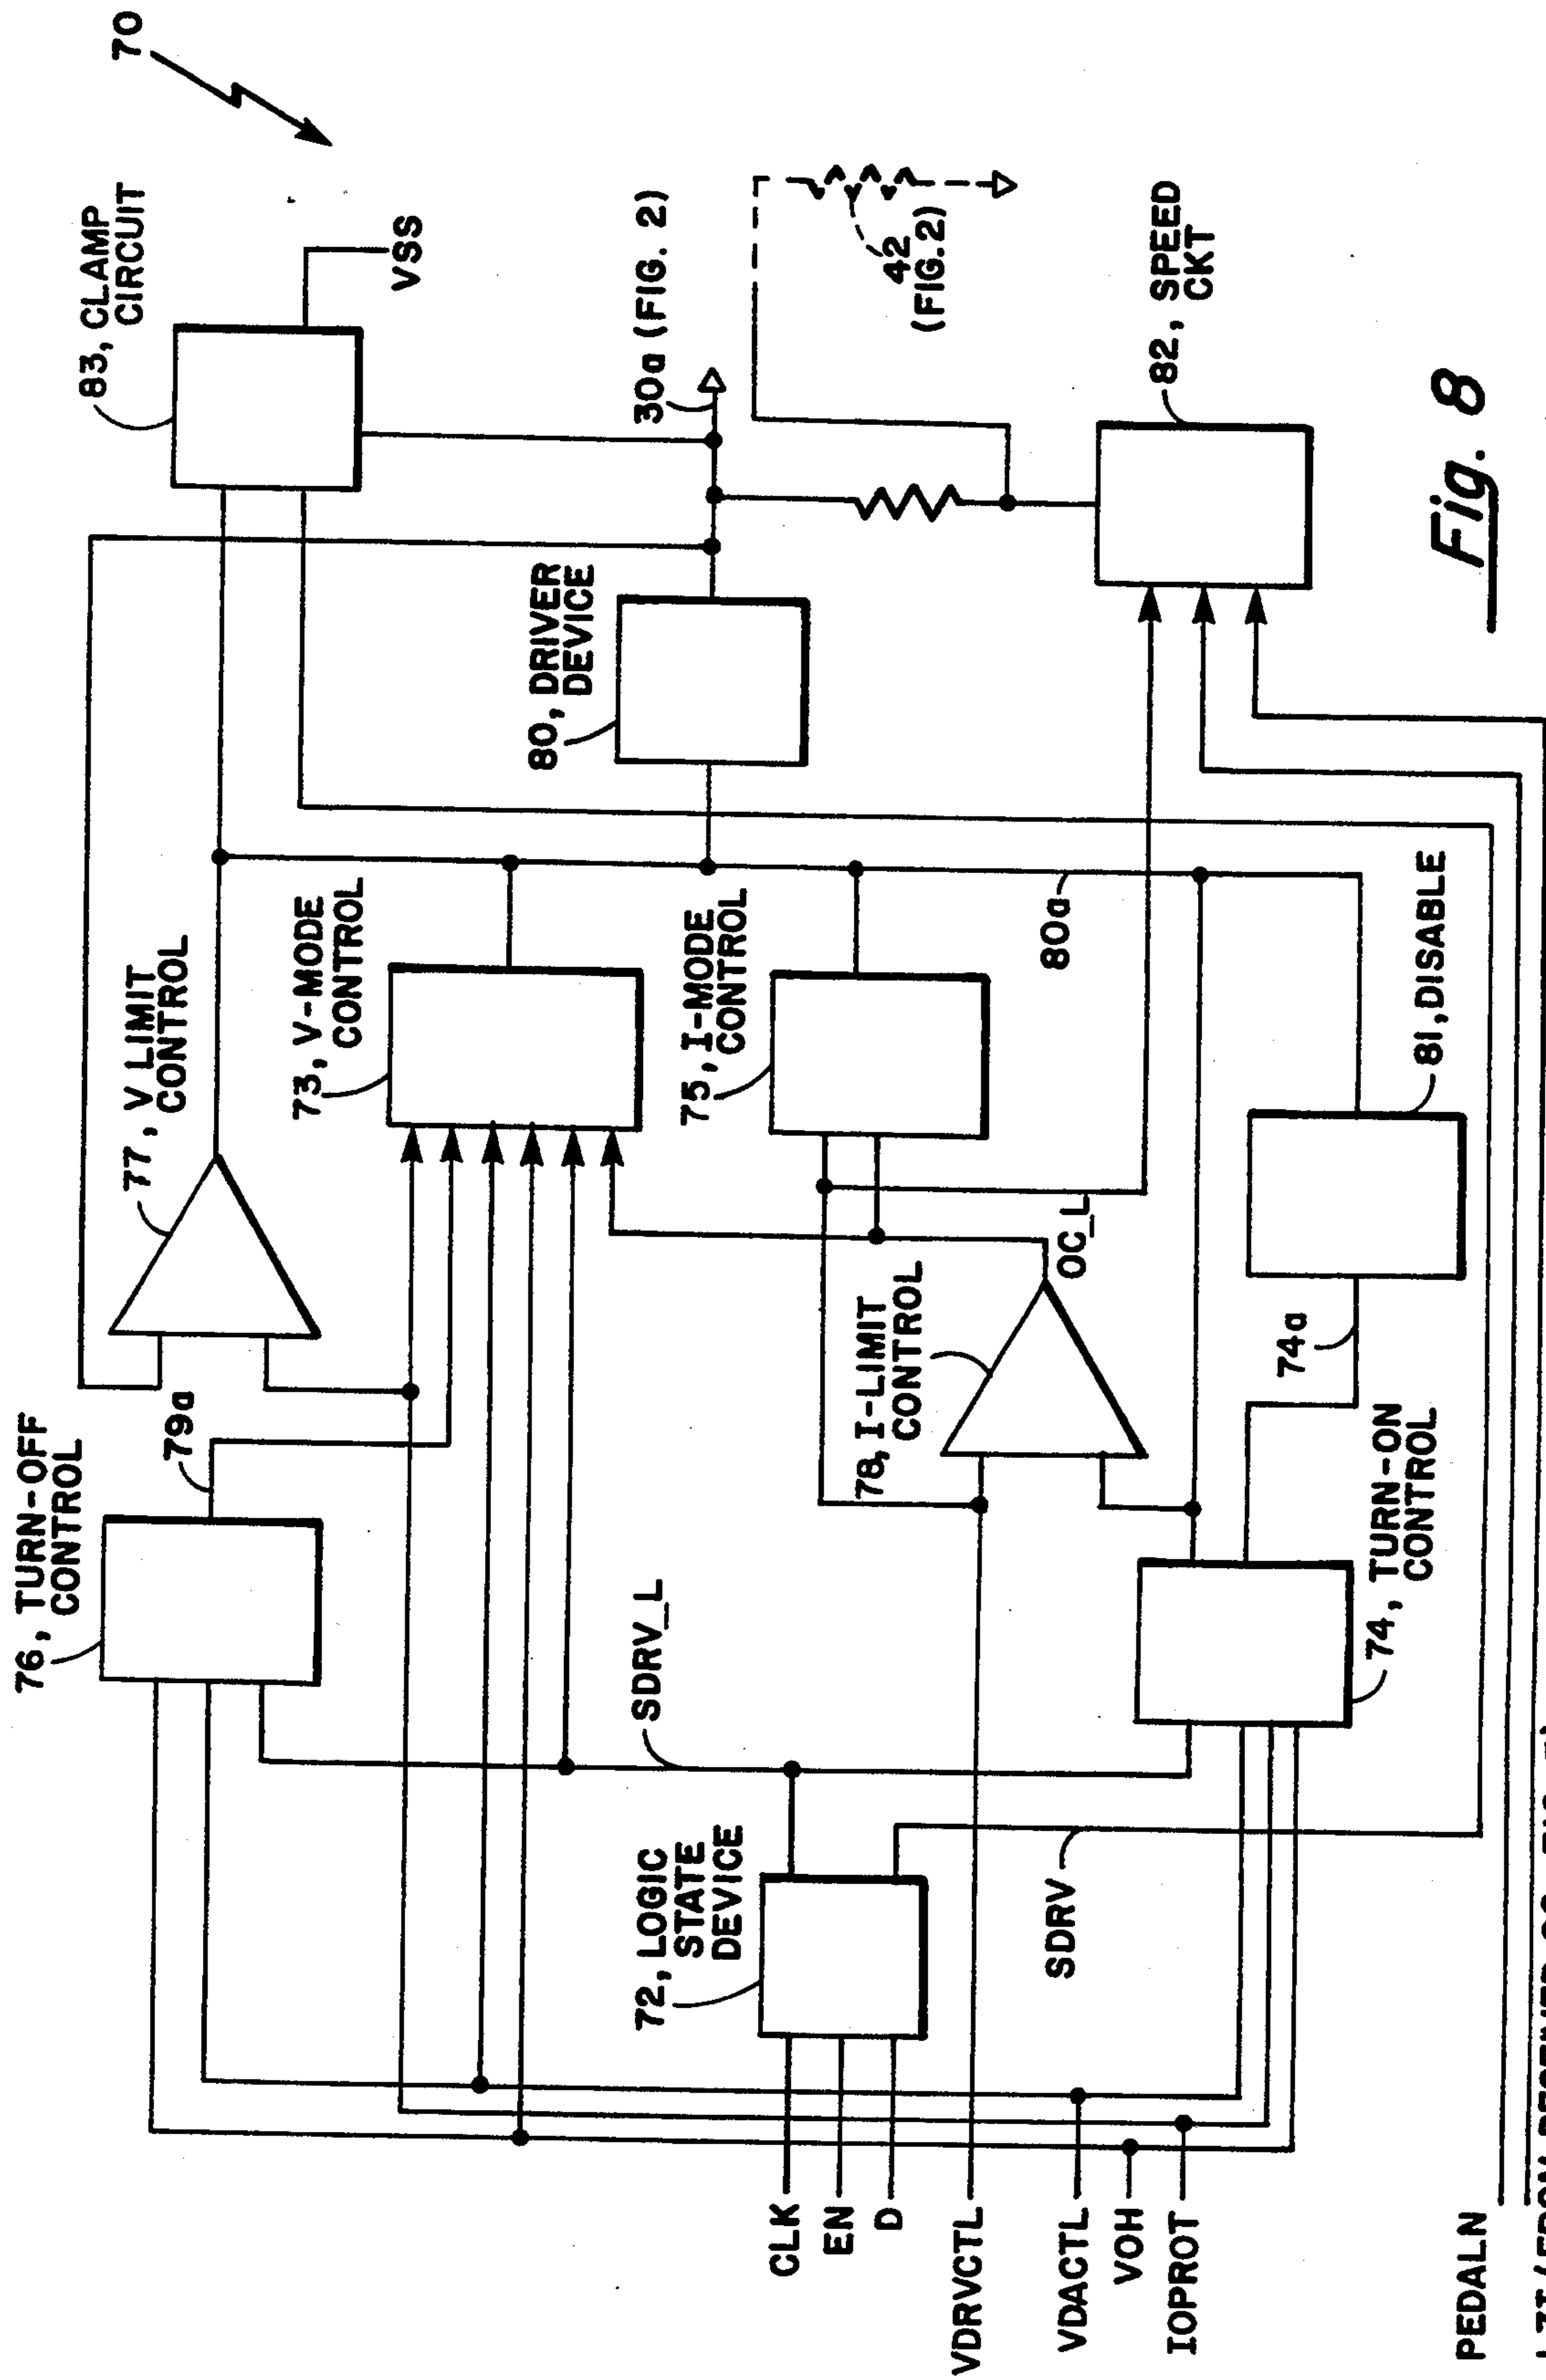 70
83, CLAMP
CIRCUIT
VSS
76, TURN-OFF
CONTROL
79a
77, V LIMIT
CONTROL
73, V-MODE
CONTROL
80, DRIVER
DEVICE
30a (FIG. 2)
42
(FIG.2)
SDRV_L
72, LOGIC
STATE
DEVICE
75, I-MODE
CONTROL
78, I-LIMIT
CONTROL
OC_L
80a
82, SPEED
CKT
CLK
EN
D
VDRVCTL
VDACTL
VOH
IOPROT
SDRV
74a
74, TURN-ON
CONTROL
81, DISABLE
PEDALN
Fig. 8